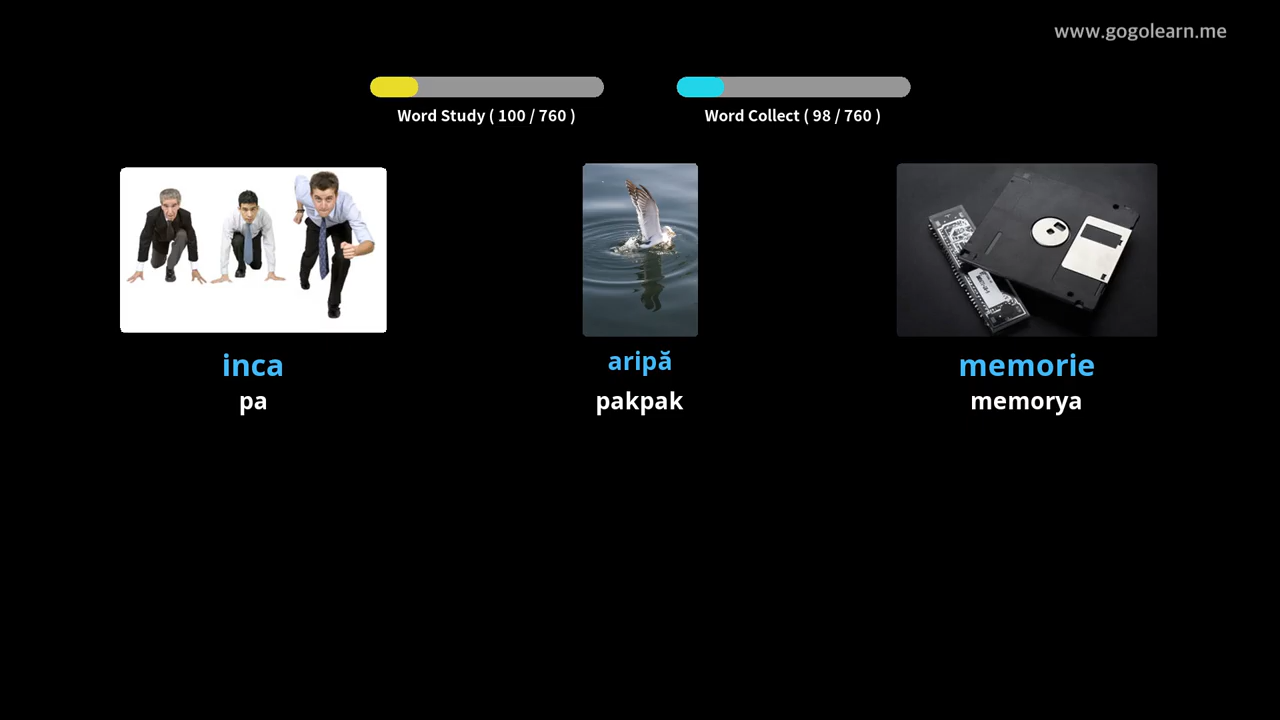 www.gogolearn.me
Word Study ( 100 / 760 )
Word Collect ( 98 / 760 )
inca
pa
aripă
pakpak
memorie
memorya